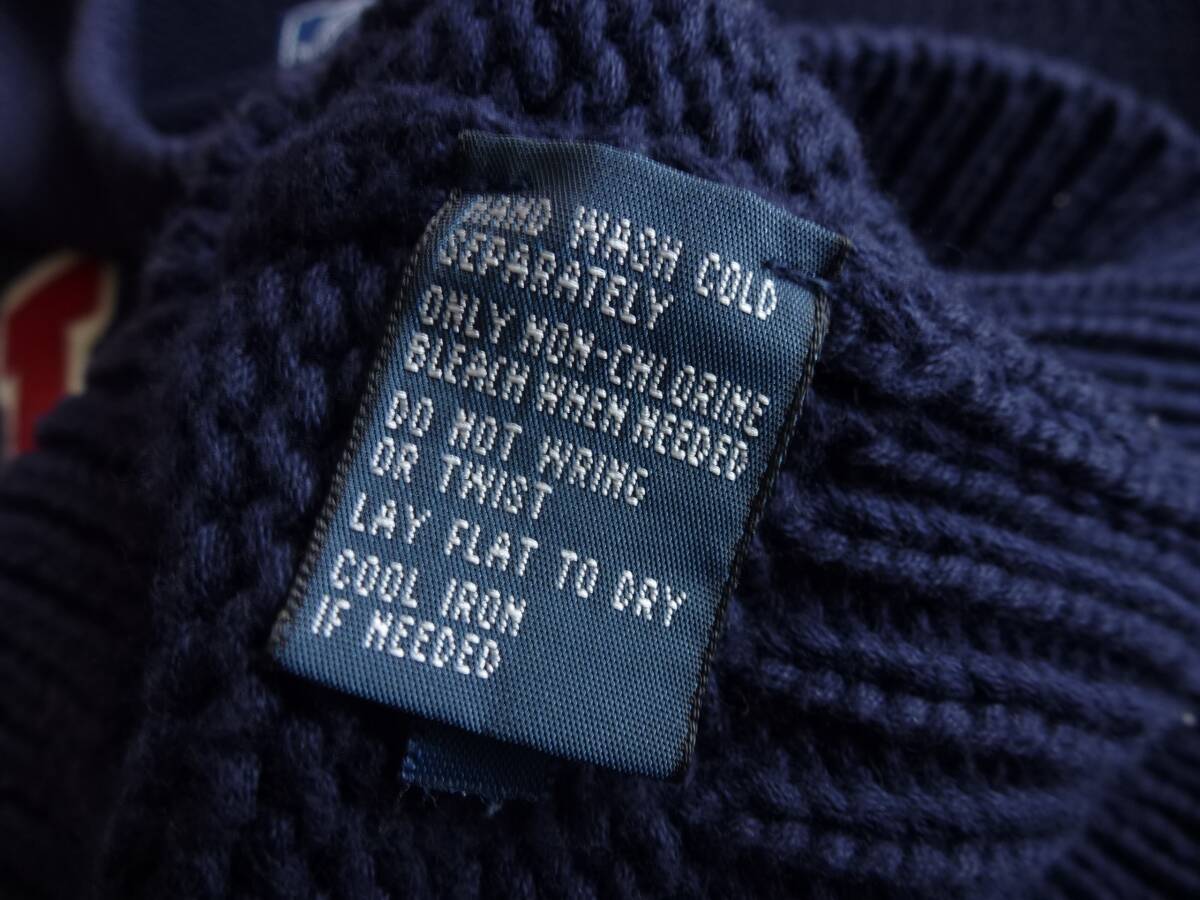 HAND WASH COLD
SEPARATELY
ONLY NON-CHLORINE
BLEACH WHEN NEEDED
DO NOT WRING
OR TWIST
LAY FLAT TO DRY
COOL IRON
IF NEEDED